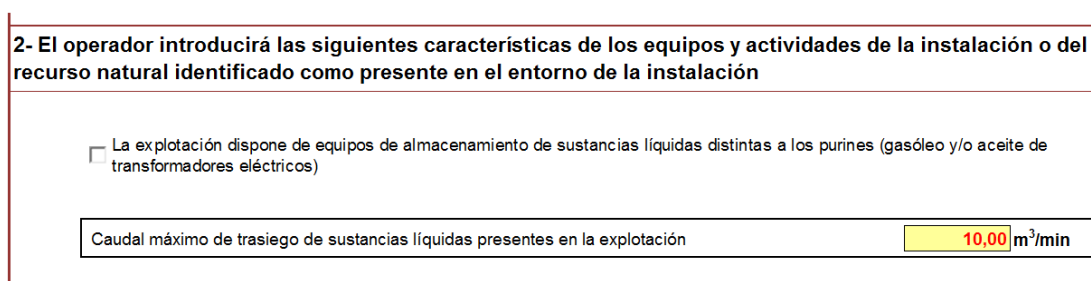 2- El operador introducirá las siguientes características de los equipos y actividades de la instalación o del
recurso natural identificado como presente en el entorno de la instalación
La explotación dispone de equipos de almacenamiento de sustancias líquidas distintas a los purines (gasóleo y/o aceite de
transformadores eléctricos)
Caudal máximo de trasiego de sustancias líquidas presentes en la explotación 10,00 m³/min